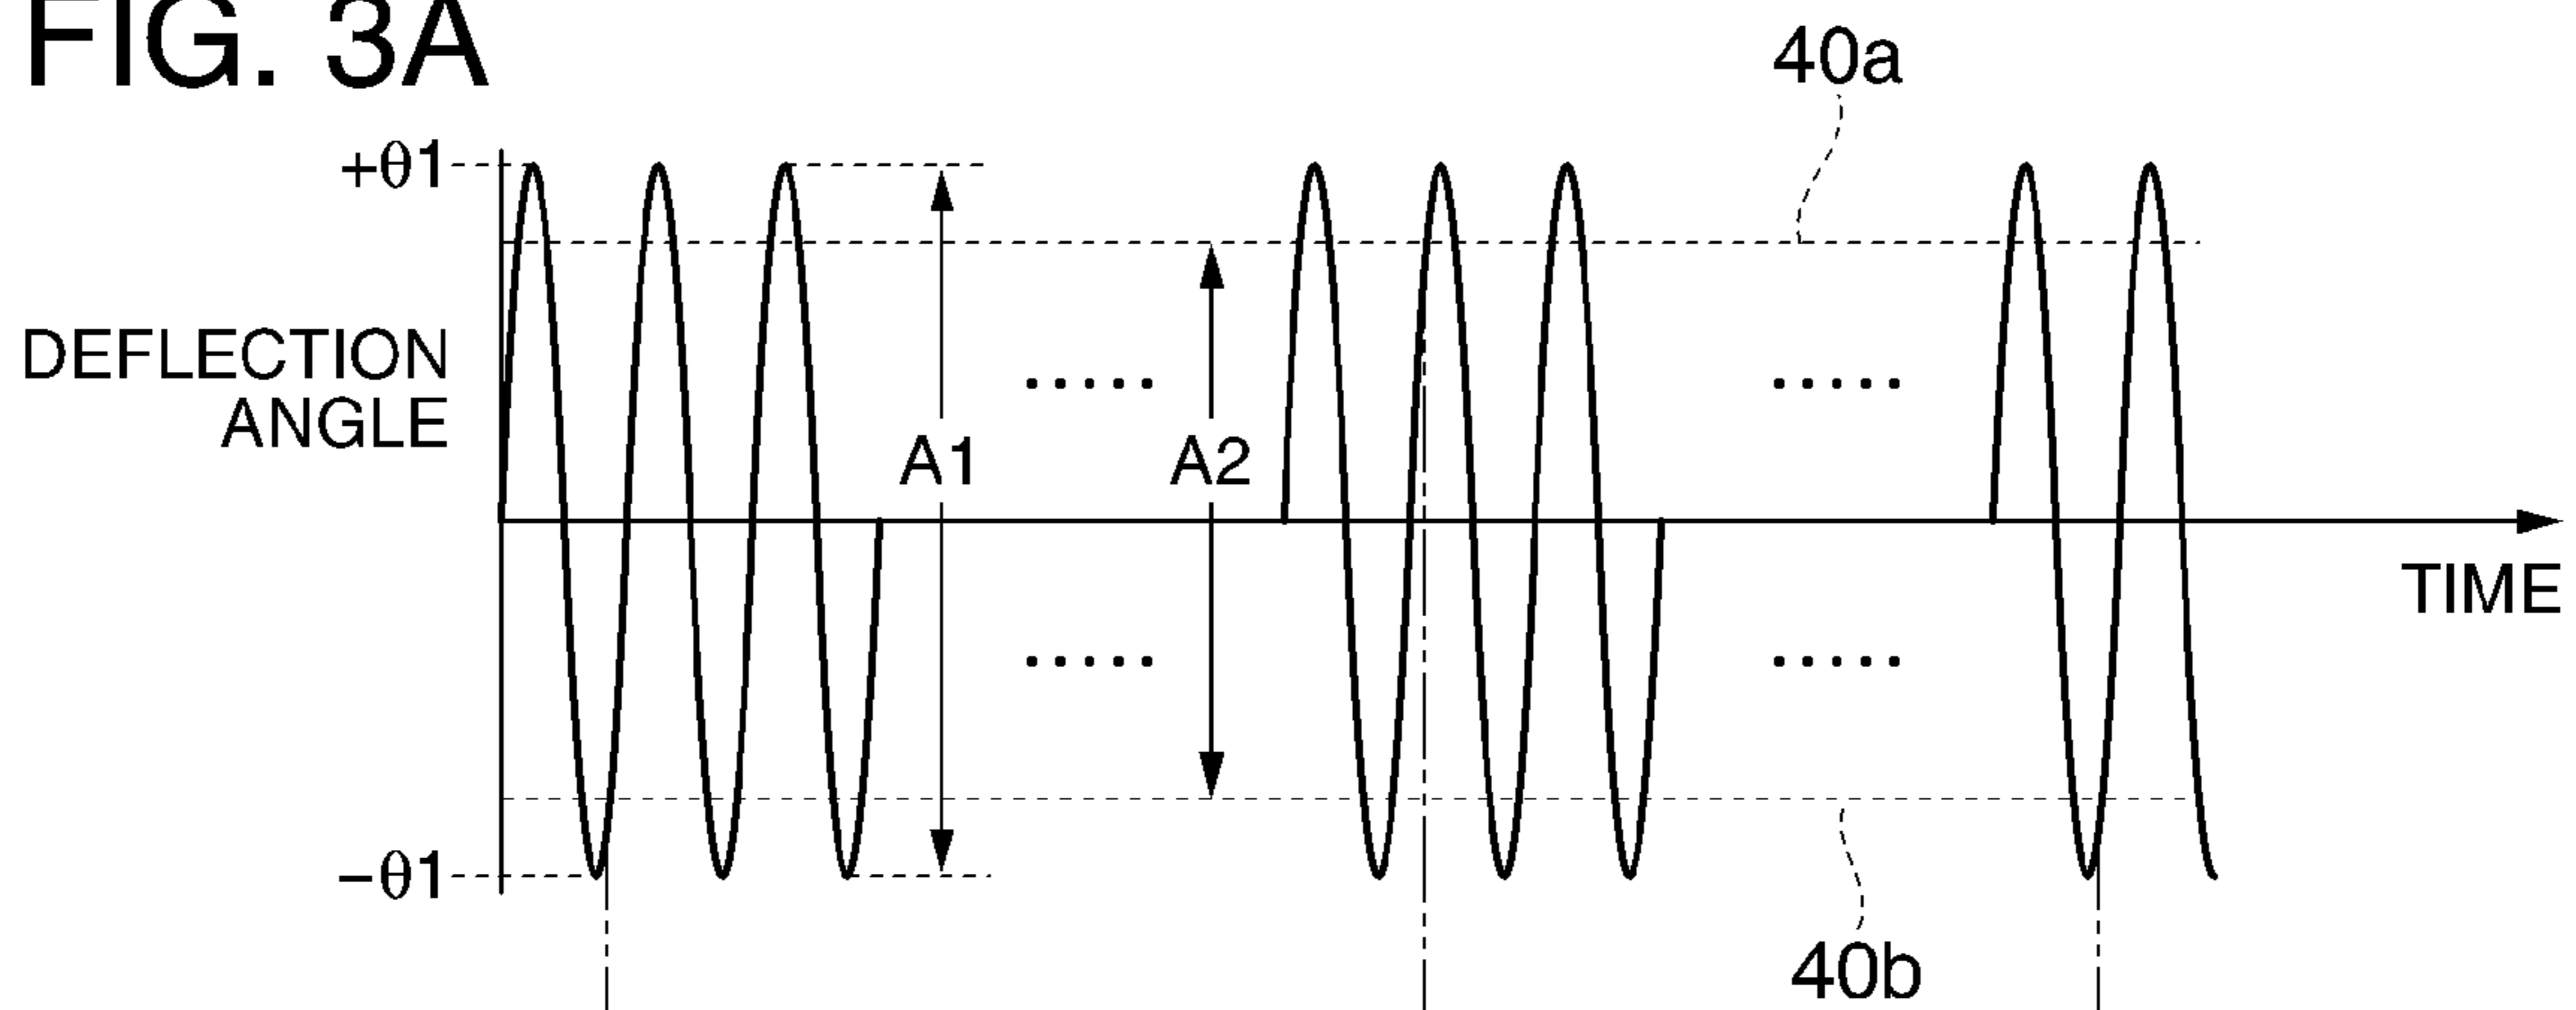 FIG. 3A
40a
+θ1
DEFLECTION
ANGLE
A1
A2
TIME
−θ1
40b